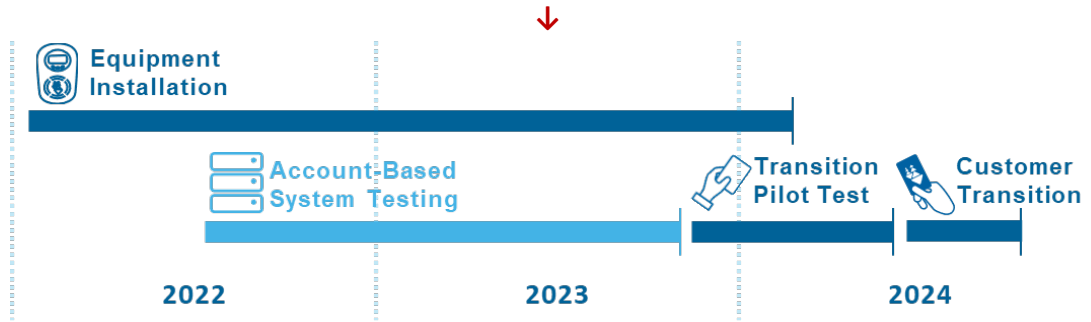 Equipment
Installation
Account-Based
System Testing
Transition
Pilot Test
Customer
Transition
2022
2023
2024